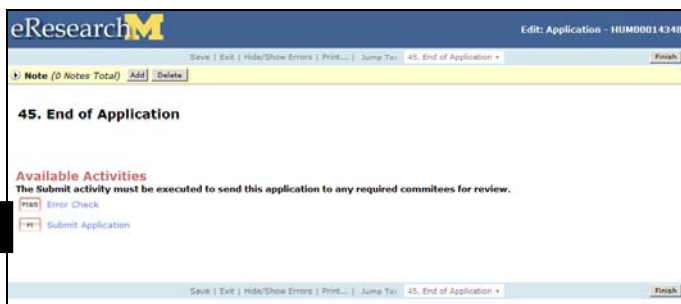 eResearch M
Edit: Application - HUM00014348
Save | Exit | Hide/Show Errors | Print... | Jump To: 45. End of Application
Finish
Note (0 Notes Total) Add Delete
45. End of Application
Available Activities
The Submit activity must be executed to send this application to any required commitees for review.
Error Check
PI Submit Application
Save | Exit | Hide/Show Errors | Print... | Jump To: 45. End of Application
Finish